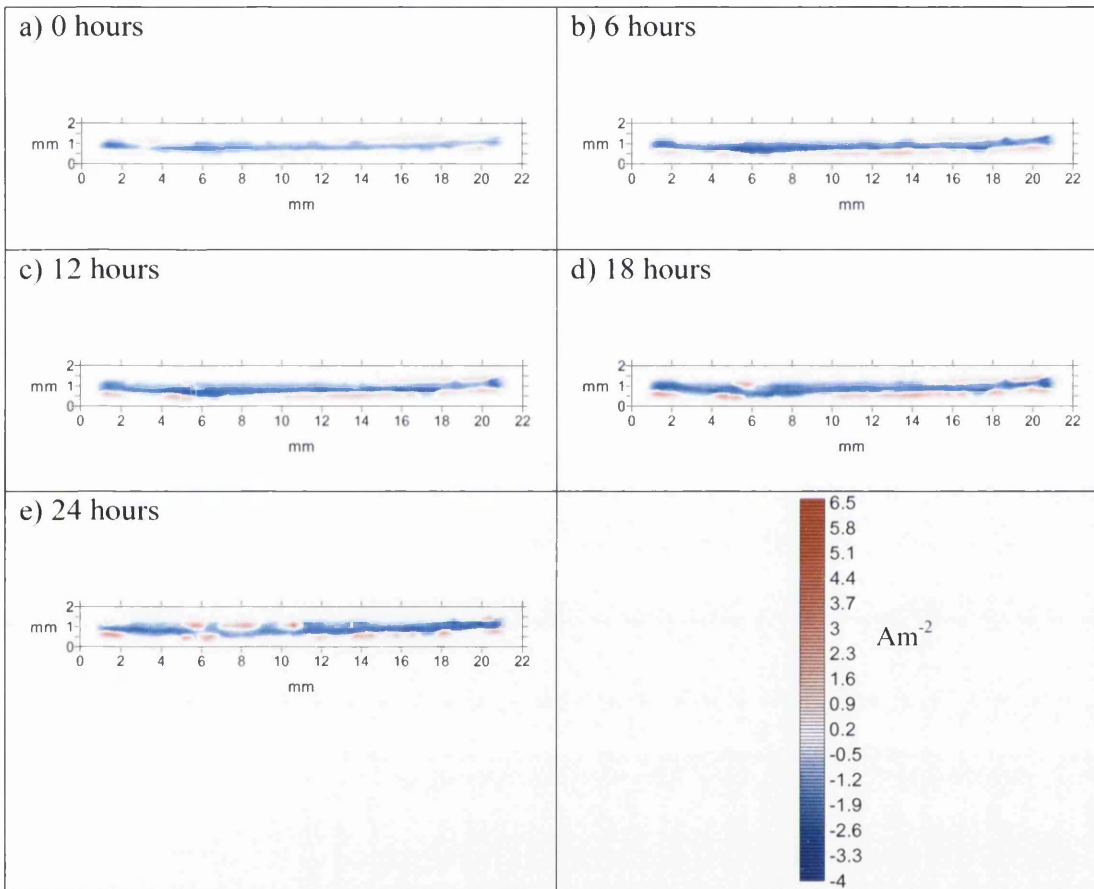 a) 0 hours
2
mm 1
0
0 2 4 6 8 10 12 14 16 18 20 22
mm
b) 6 hours
2
mm 1
0
0 2 4 6 8 10 12 14 16 18 20 22
mm
c) 12 hours
2
mm 1
0
0 2 4 6 8 10 12 14 16 18 20 22
mm
d) 18 hours
2
mm 1
0
0 2 4 6 8 10 12 14 16 18 20 22
mm
e) 24 hours
2
mm 1
0
0 2 4 6 8 10 12 14 16 18 20 22
mm
6.5
5.8
5.1
4.4
3.7
3
2.3
1.6
0.9
0.2
-0.5
-1.2
-1.9
-2.6
-3.3
-4
Am⁻²